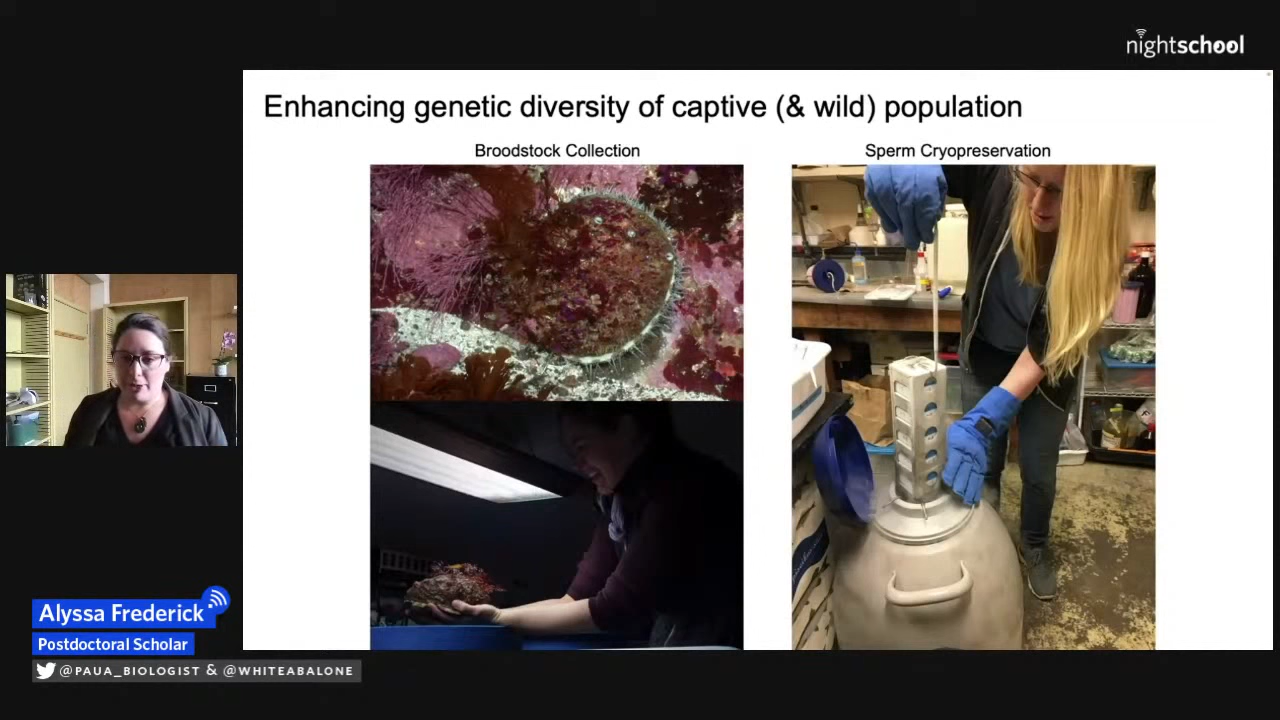 nightschool
Enhancing genetic diversity of captive (& wild) population
Broodstock Collection
Sperm Cryopreservation
Alyssa Frederick
Postdoctoral Scholar
@PAUA_BIOLOGIST & @WHITEABALONE